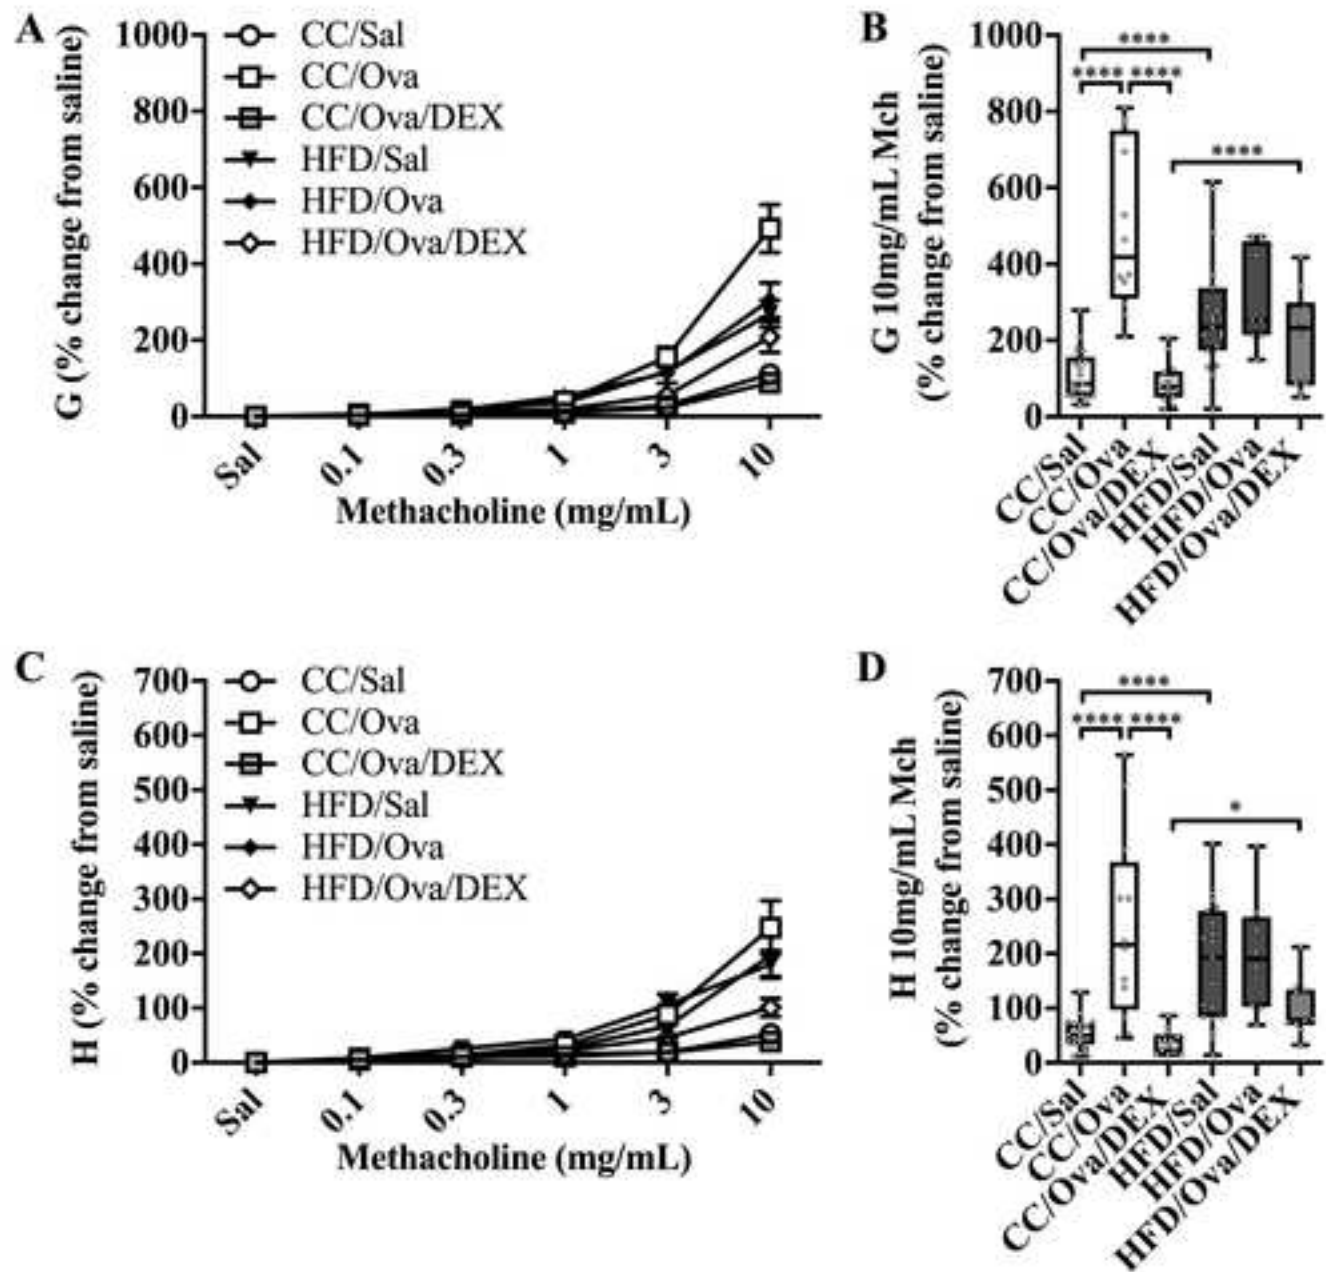 A
G (% change from saline)
1000
800
600
400
200
0
CC/Sal
CC/Ova
CC/Ova/DEX
HFD/Sal
HFD/Ova
HFD/Ova/DEX
Sal
0.1
0.3
1
3
10
Methacholine (mg/mL)
B
G 10mg/mL Mch
(% change from saline)
1000
800
600
400
200
0
****
**** ****
****
CC/Sal
CC/Ova
CC/Ova/DEX
HFD/Sal
HFD/Ova
HFD/Ova/DEX
C
H (% change from saline)
700
600
500
400
300
200
100
0
CC/Sal
CC/Ova
CC/Ova/DEX
HFD/Sal
HFD/Ova
HFD/Ova/DEX
Sal
0.1
0.3
1
3
10
Methacholine (mg/mL)
D
H 10mg/mL Mch
(% change from saline)
700
600
500
400
300
200
100
0
****
**** ****
*
CC/Sal
CC/Ova
CC/Ova/DEX
HFD/Sal
HFD/Ova
HFD/Ova/DEX